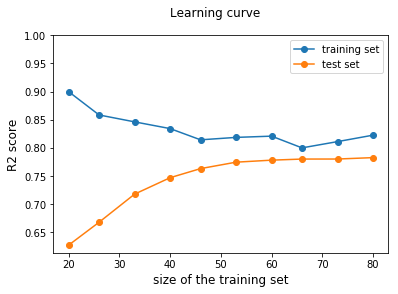 Learning curve
1.00
0.95
0.90
0.85
0.80
0.75
0.70
0.65
R2 score
training set
test set
20 30 40 50 60 70 80
size of the training set